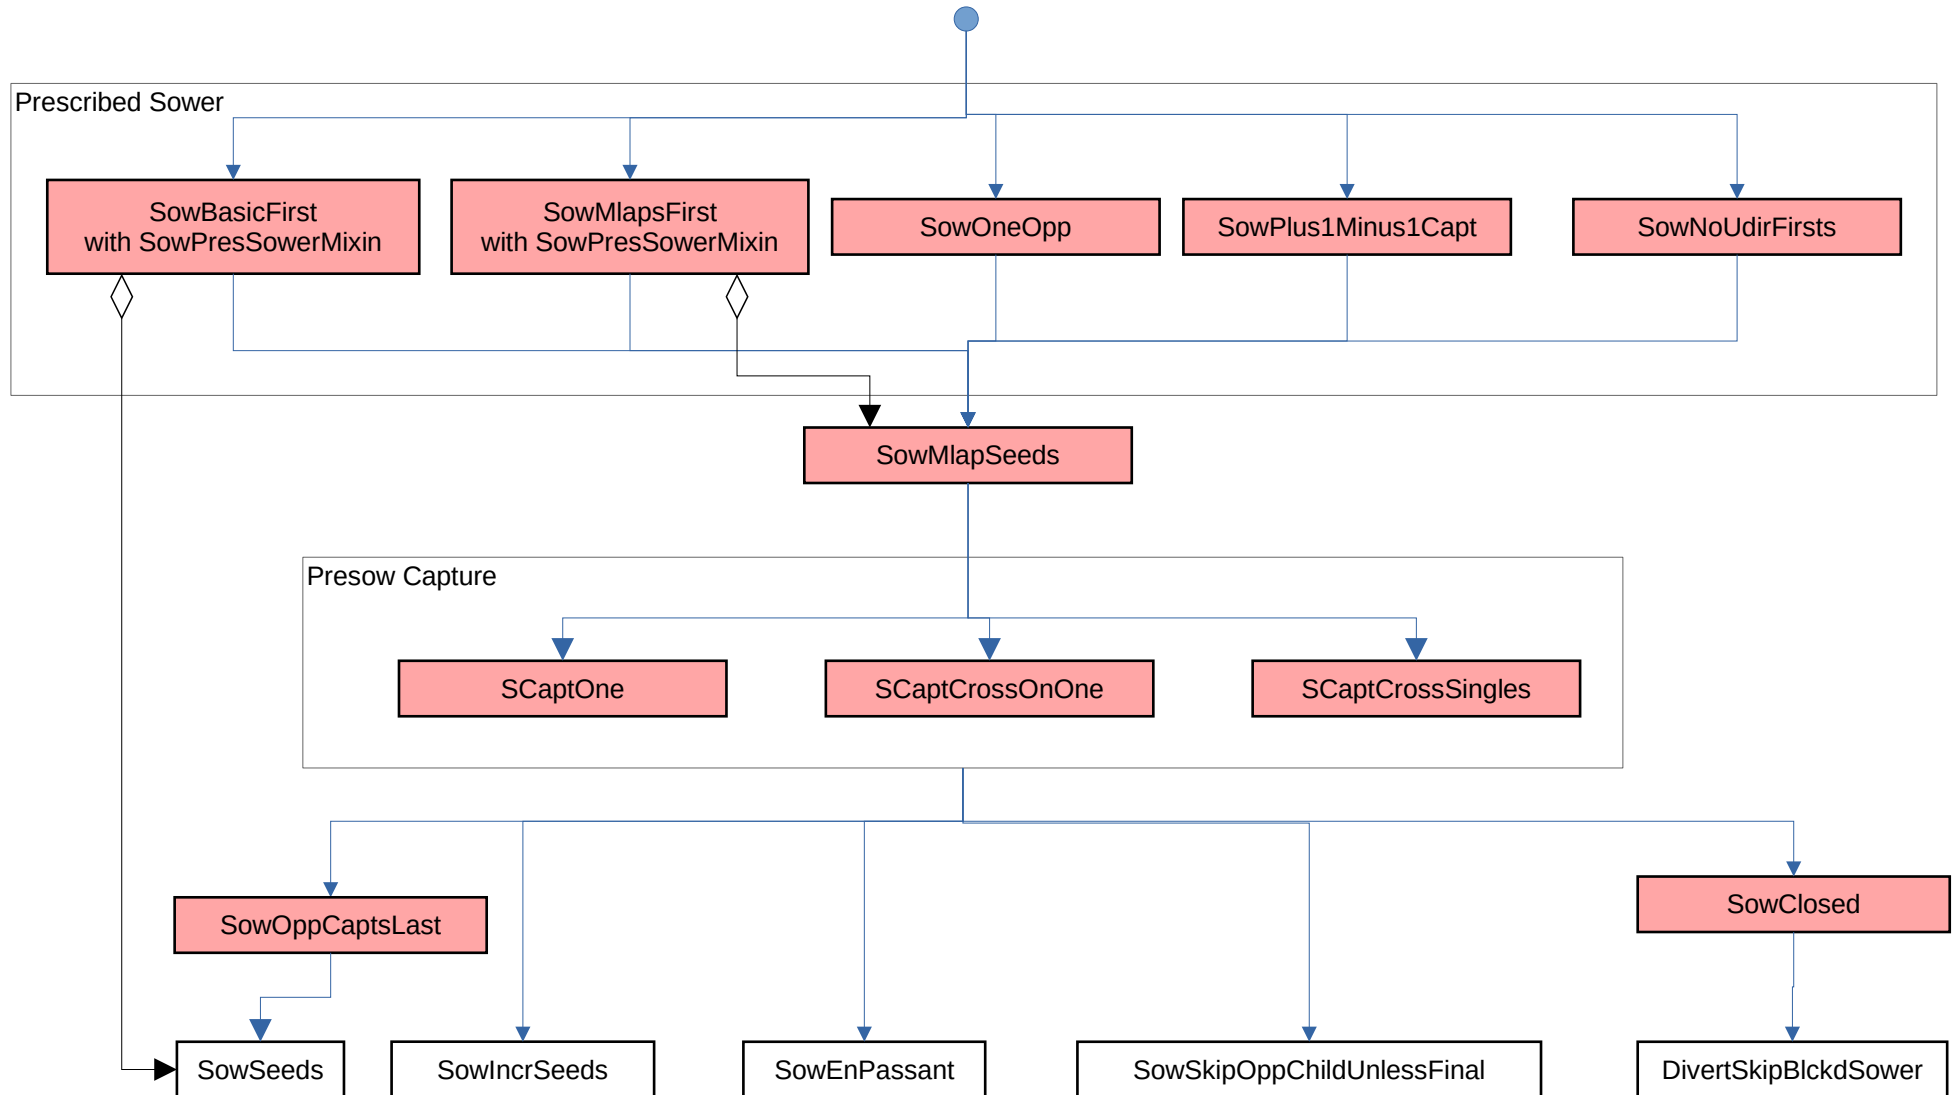 Prescribed Sower
SowBasicFirst
with SowPresSowerMixin
SowMlapsFirst
with SowPresSowerMixin
SowOneOpp
SowPlus1Minus1Capt
SowNoUdirFirsts
SowMlapSeeds
Presow Capture
SCaptOne
SCaptCrossOnOne
SCaptCrossSingles
SowOppCaptsLast
SowClosed
SowSeeds
SowIncrSeeds
SowEnPassant
SowSkipOppChildUnlessFinal
DivertSkipBlckdSower